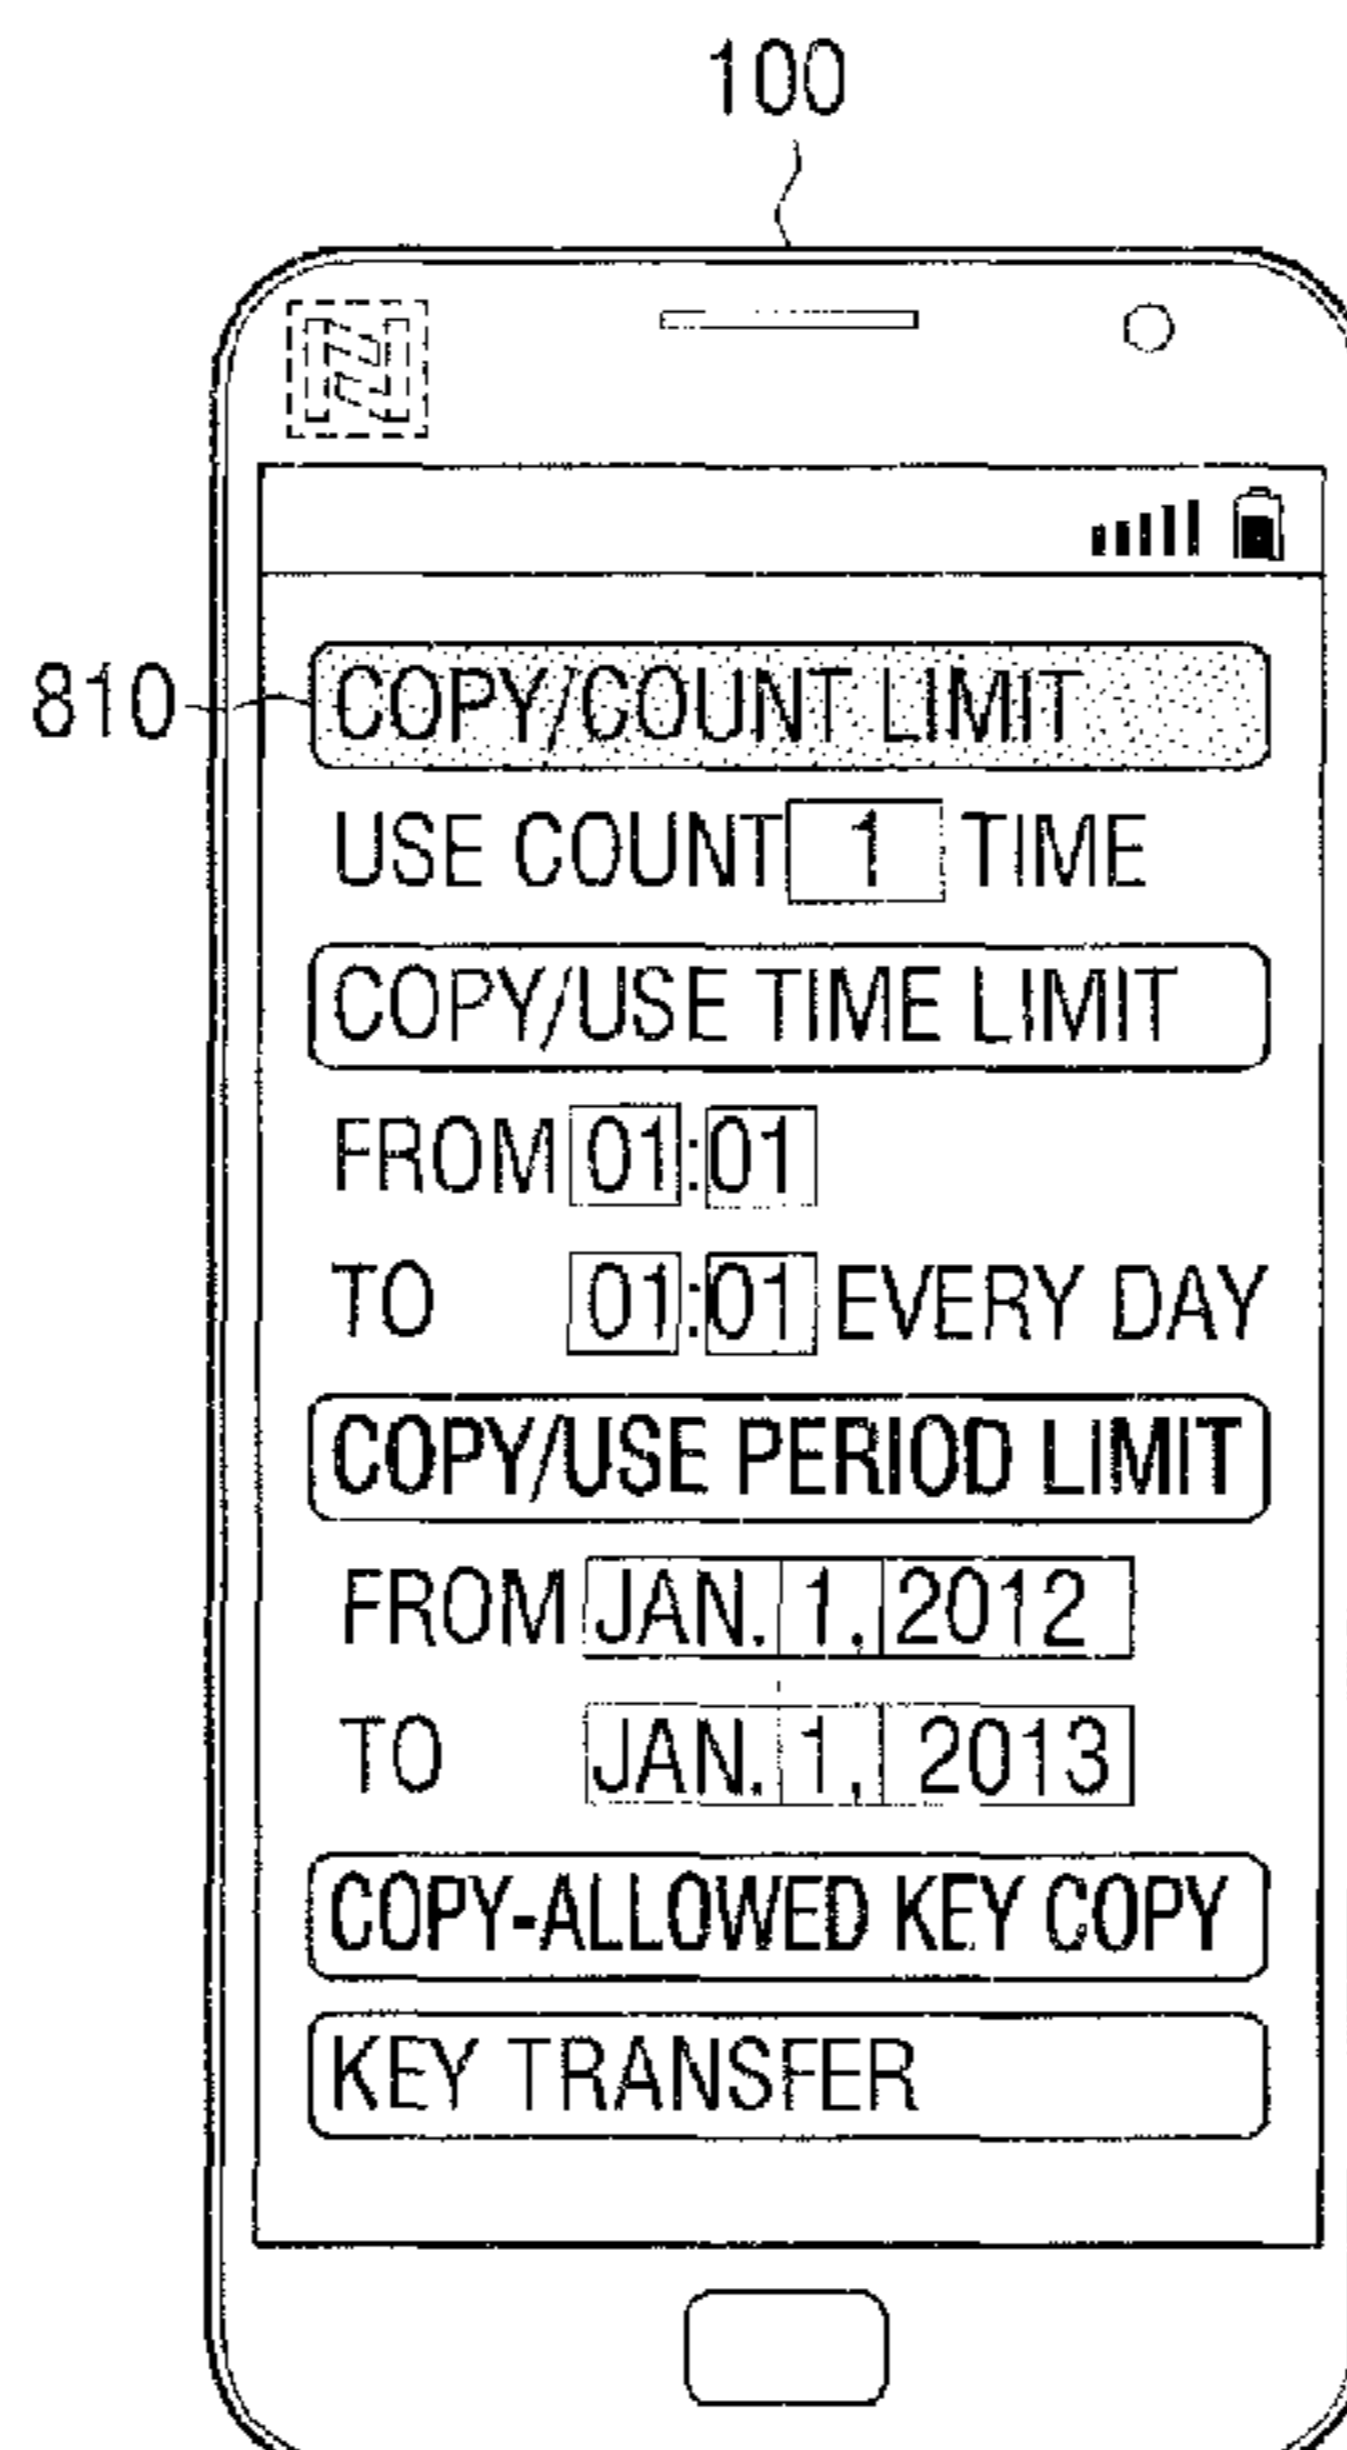 100
810
COPY/COUNT LIMIT
USE COUNT 1 TIME
COPY/USE TIME LIMIT
FROM 01:01
TO 01:01 EVERY DAY
COPY/USE PERIOD LIMIT
FROM JAN. 1, 2012
TO JAN. 1, 2013
COPY-ALLOWED KEY COPY
KEY TRANSFER